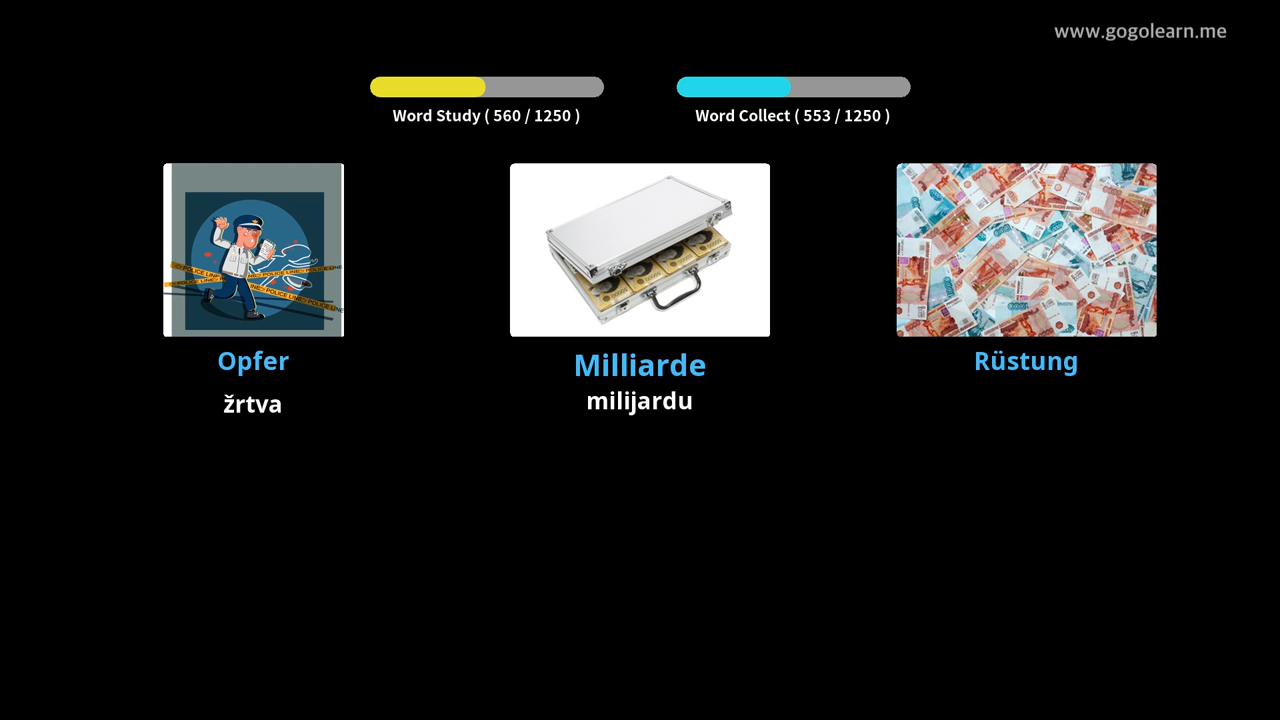 www.gogolearn.me
Word Study ( 560 / 1250 )
Word Collect ( 553 / 1250 )
Opfer
Milliarde
Rüstung
žrtva
milijardu